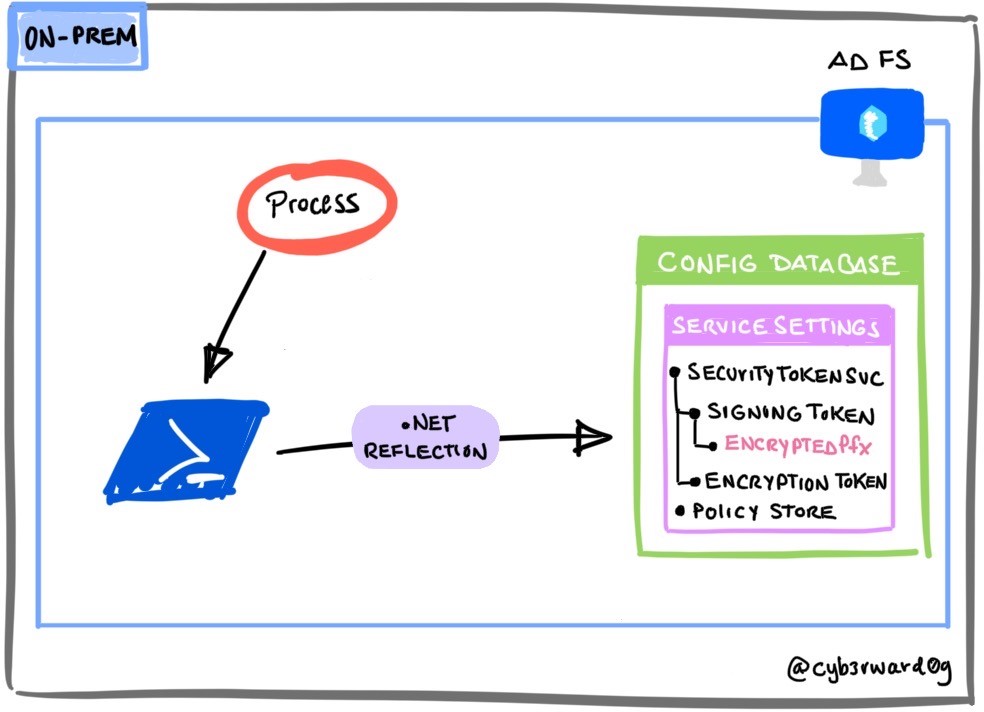 ON-PREM
AD FS
Process
.NET
REFLECTION
CONFIG DATABASE
SERVICE SETTINGS
SECURITYTOKENSVC
SIGNING TOKEN
ENCRYPTEDPfx
ENCRYPTION TOKEN
POLICY STORE
@cyb3rward0g